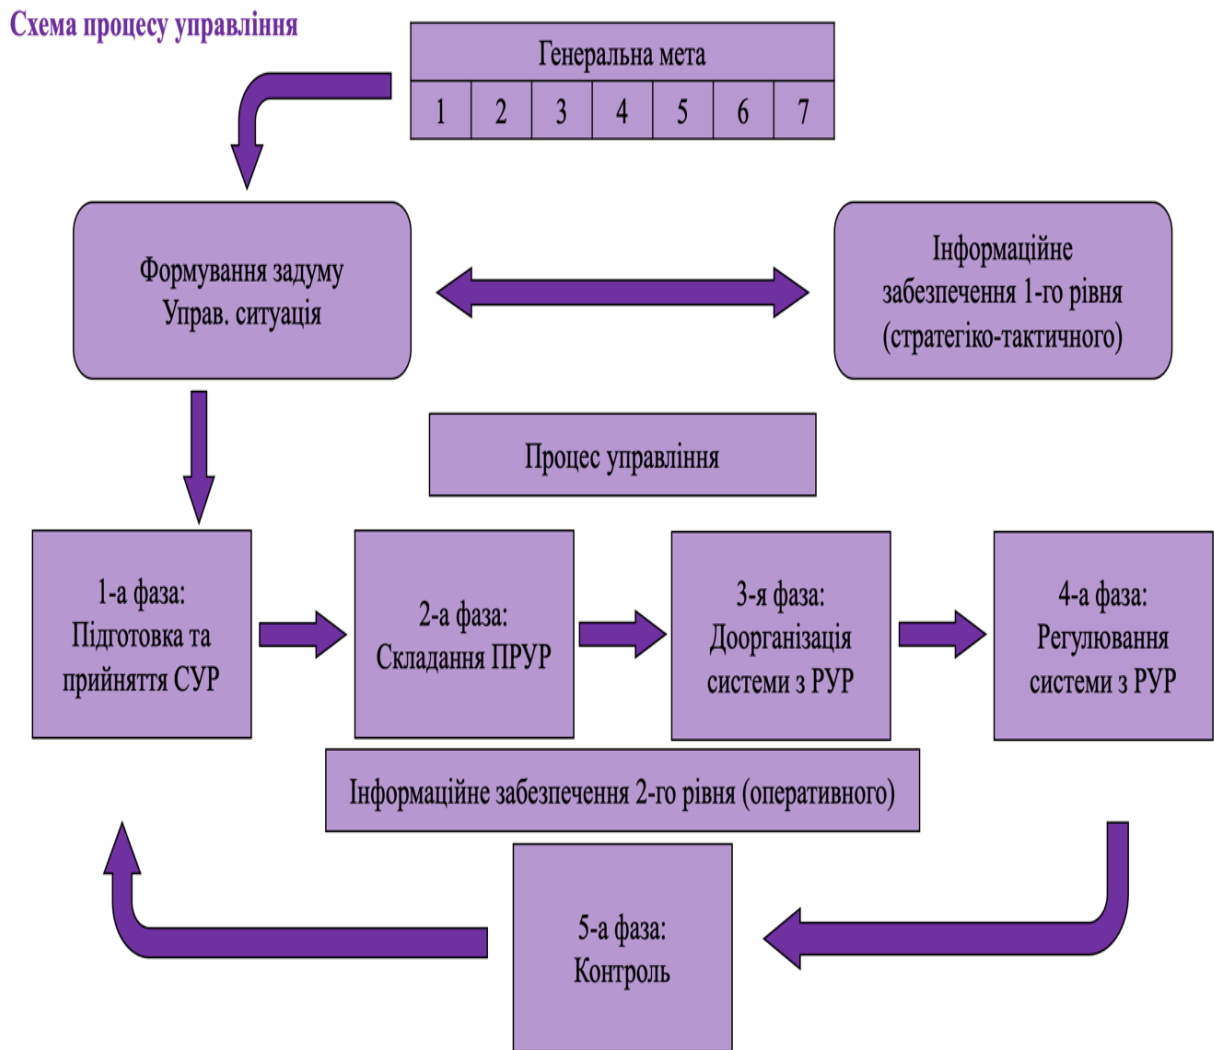 Схема процесу управління
Генеральна мета
1 2 3 4 5 6 7
Формування задуму
Управ. ситуація
Інформаційне
забезпечення 1-го рівня
(стратегіко-тактичного)
Процес управління
1-а фаза:
Підготовка та
прийняття СУР
2-а фаза:
Складання ПРУР
3-я фаза:
Доорганізація
системи з РУР
4-а фаза:
Регулювання
системи з РУР
Інформаційне забезпечення 2-го рівня (оперативного)
5-а фаза:
Контроль